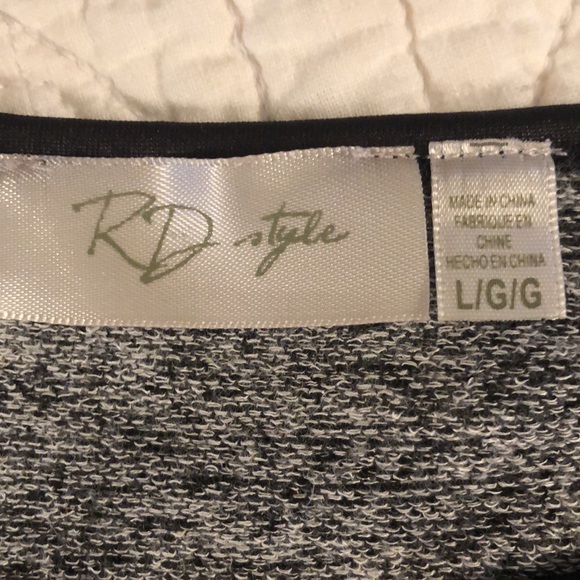 RD style
MADE IN CHINA
FABRIQUE EN
CHINE
HECHO EN CHINA
L/G/G